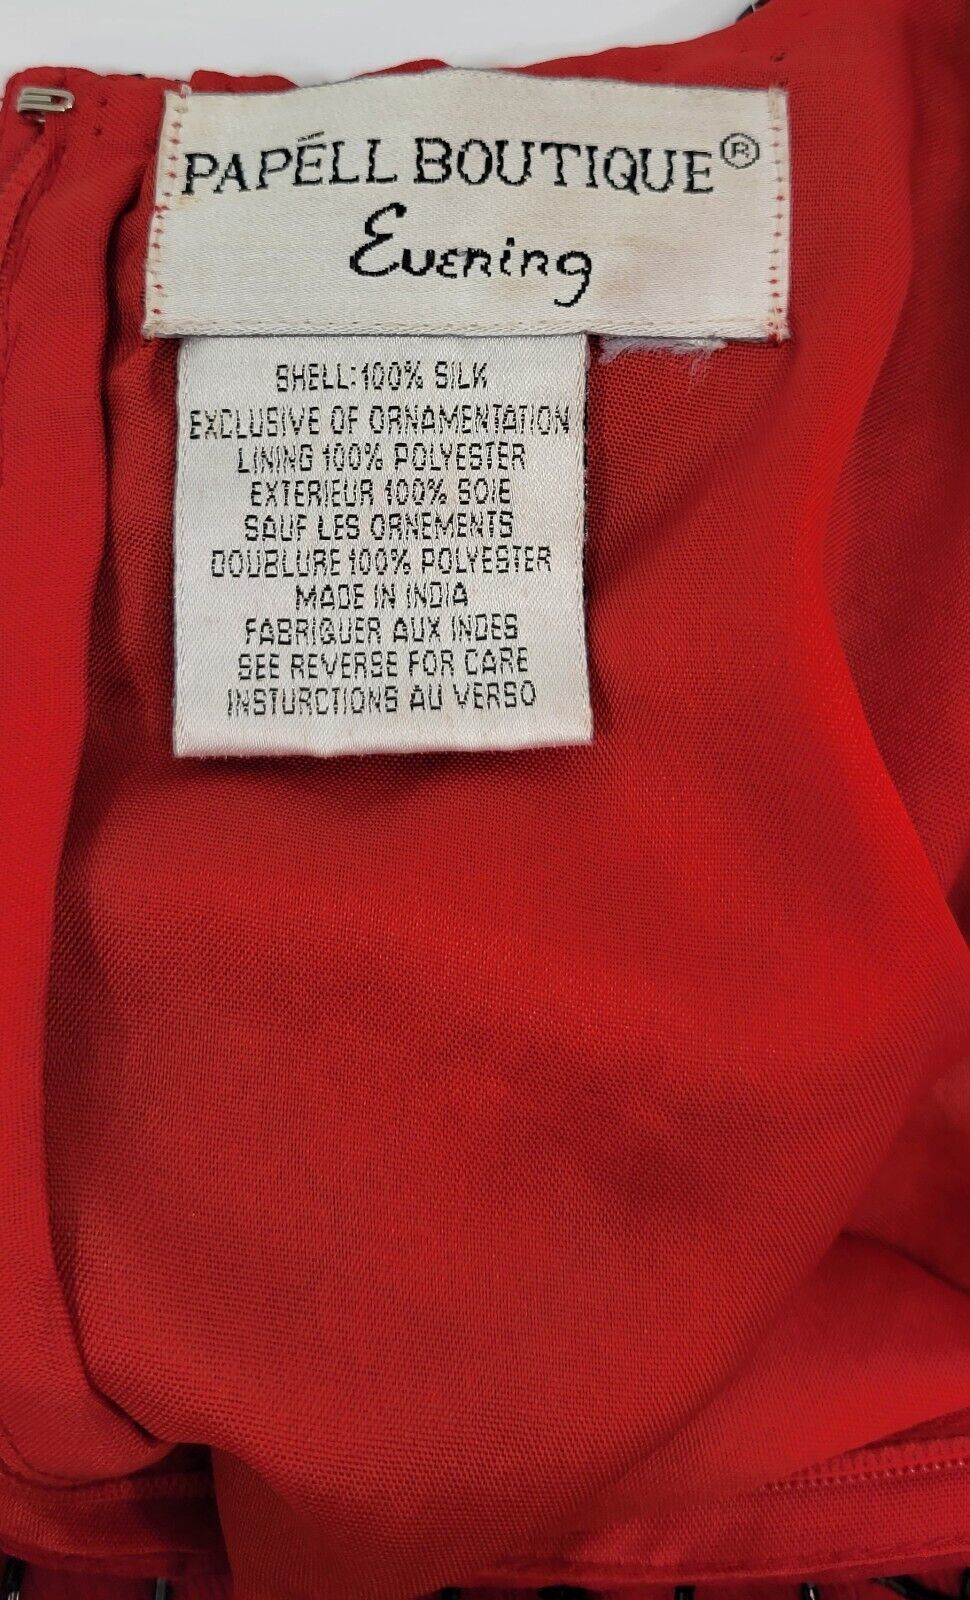 PAPÉLL BOUTIQUE®
Evening
SHELL:100% SILK
EXCLUSIVE OF ORNAMENTATION
LINING 100% POLYESTER
EXTERIEUR 100% SOIE
SAUF LES ORNEMENTS
DOUBLURE 100% POLYESTER
MADE IN INDIA
FABRIQUER AUX INDES
SEE REVERSE FOR CARE
INSTURCTIONS AU VERSO